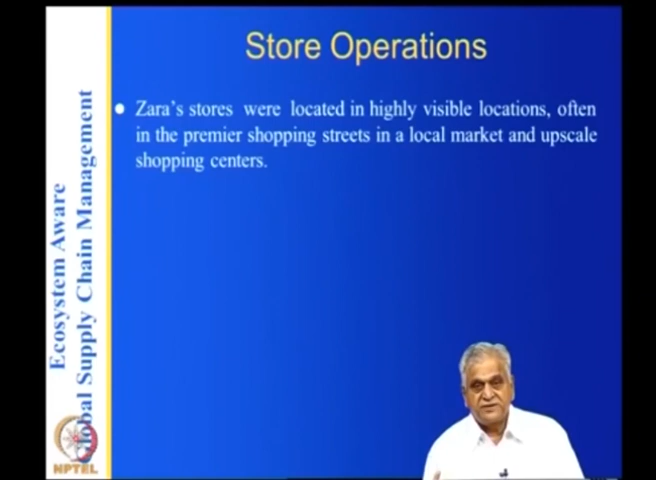 Store Operations
Zara's stores were located in highly visible locations, often
in the premier shopping streets in a local market and upscale
shopping centers.
Ecosystem Aware
Global Supply Chain Management
NPTEL